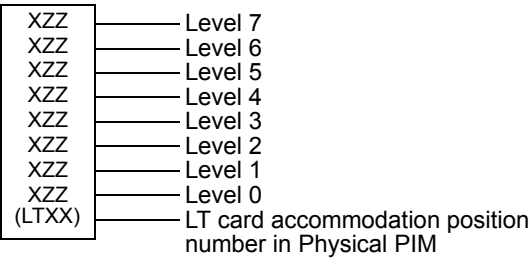 XZZ Level 7
XZZ Level 6
XZZ Level 5
XZZ Level 4
XZZ Level 3
XZZ Level 2
XZZ Level 1
XZZ Level 0
(LTXX) LT card accommodation position
number in Physical PIM